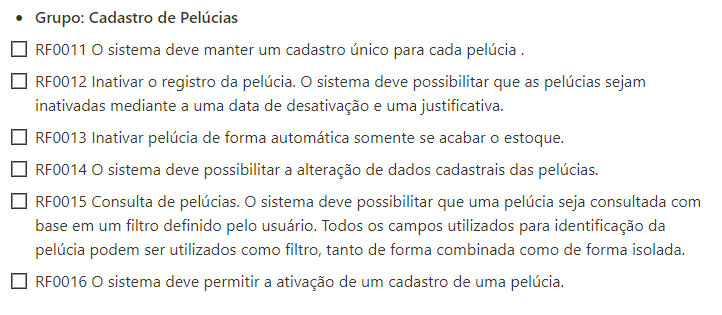 Grupo: Cadastro de Pelúcias
RF0011 O sistema deve manter um cadastro único para cada pelúcia .
RF0012 Inativar o registro da pelúcia. O sistema deve possibilitar que as pelúcias sejam
inativadas mediante a uma data de desativação e uma justificativa.
RF0013 Inativar pelúcia de forma automática somente se acabar o estoque.
RF0014 O sistema deve possibilitar a alteração de dados cadastrais das pelúcias.
RF0015 Consulta de pelúcias. O sistema deve possibilitar que uma pelúcia seja consultada com
base em um filtro definido pelo usuário. Todos os campos utilizados para identificação da
pelúcia podem ser utilizados como filtro, tanto de forma combinada como de forma isolada.
RF0016 O sistema deve permitir a ativação de um cadastro de uma pelúcia.